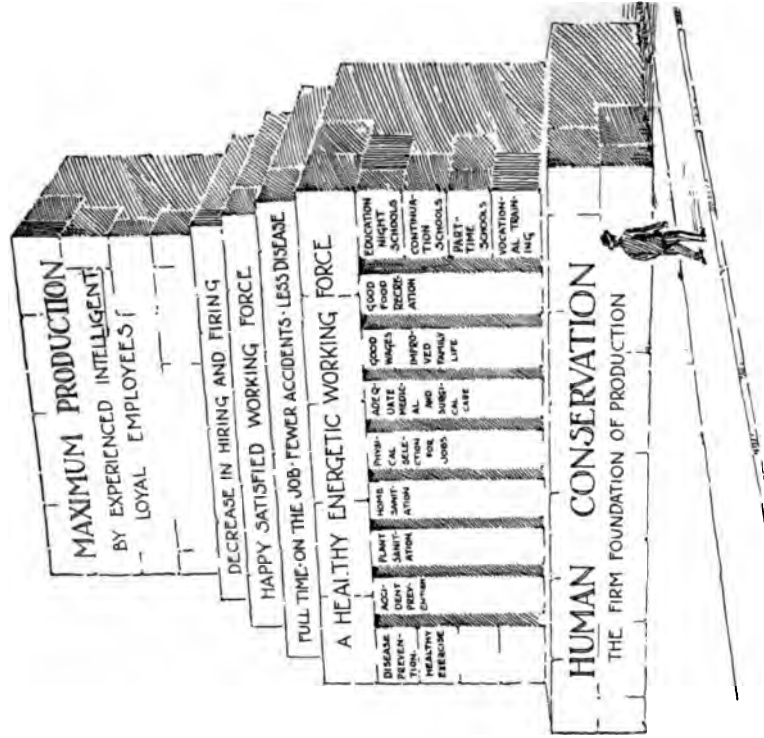 MAXIMUM PRODUCTION
BY EXPERIENCED INTELLIGENT
LOYAL EMPLOYEES
DECREASE IN HIRING AND FIRING
HAPPY SATISFIED WORKING FORCE
FULL TIME-ON THE JOB-FEWER ACCIDENTS-LESS DISEASE
A HEALTHY ENERGETIC WORKING FORCE
DISEASE
PREVEN-
TION
HEALTHY
EXERCISE
ACCI-
DENT
PREV-
ENTION
PLANT
SANIT-
ATION
HOME
SANIT-
ATION
PHYSI-
CAL
SELE-
CTION
FOR
JOBS
ADEQ-
UATE
MEDIC-
AL
AND
SURGI-
CAL
CARE
GOOD
WAGES
IMPRO-
VED
FAMILY
LIFE
GOOD
FOOD
RECRE-
ATION
EDUCATION
NIGHT
SCHOOLS
CONTINUA-
TION
SCHOOLS
PART-
TIME
SCHOOLS
VOCATION-
AL TRAIN-
ING
HUMAN CONSERVATION
THE FIRM FOUNDATION OF PRODUCTION